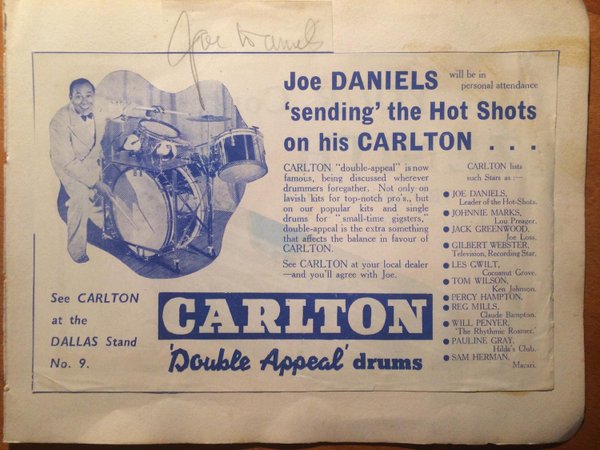 Joe Daniels
Joe DANIELS will be in personal attendance
'sending' the Hot Shots
on his CARLTON . . .
CARLTON "double-appeal" is now
famous, being discussed wherever
drummers foregather. Not only on
lavish kits for top-notch pro's., but
on our popular kits and single
drums for "small-time gigsters,"
double-appeal is the extra something
that affects the balance in favour of
CARLTON.
See CARLTON at your local dealer
—and you'll agree with Joe.
CARLTON lists
such Stars as :—
JOE DANIELS,
Leader of the Hot-Shots.
JOHNNIE MARKS,
Lou Preager.
JACK GREENWOOD,
Joe Loss.
GILBERT WEBSTER,
Television, Recording Star.
LES GWILT,
Cocoanut Grove.
TOM WILSON,
Ken Johnson.
PERCY HAMPTON,
REG MILLS,
Claude Bampton.
WILL PENYER,
'The Rhythmic Roamer.'
PAULINE GRAY,
Hilda's Club.
SAM HERMAN,
Macari.
See CARLTON
at the
DALLAS Stand
No. 9.
CARLTON
'Double Appeal' drums